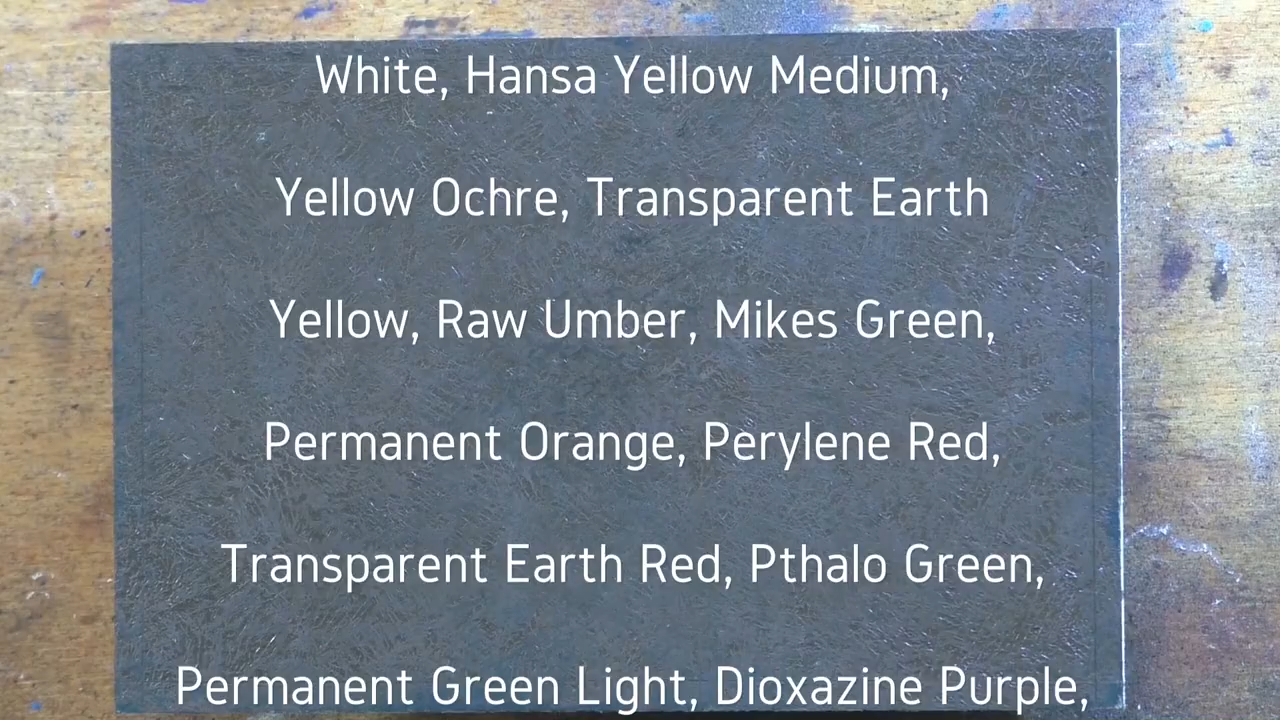 White, Hansa Yellow Medium,
Yellow Ochre, Transparent Earth
Yellow, Raw Umber, Mikes Green,
Permanent Orange, Perylene Red,
Transparent Earth Red, Pthalo Green,
Permanent Green Light, Dioxazine Purple,